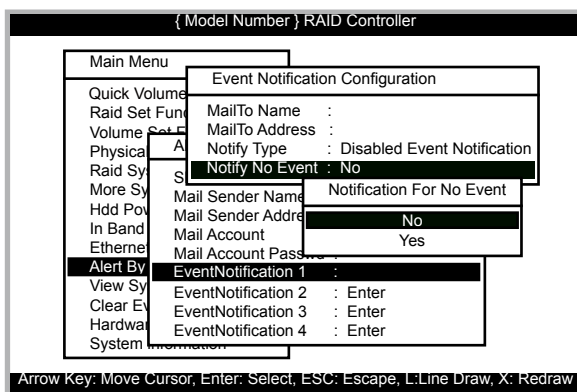 { Model Number } RAID Controller
Main Menu
Quick Volume
Raid Set Fun
Volume Set F
Physica
Raid Sy
More Sy
Hdd Po
In Band
Etherne
Alert By
View Sy
Clear Ev
Hardwa
System Information
A
S
Mail Sender Name
Mail Sender Addre
Mail Account
Mail Account Passwd :
EventNotification 1 :
EventNotification 2 : Enter
EventNotification 3 : Enter
EventNotification 4 : Enter
Event Notification Configuration
MailTo Name :
MailTo Address :
Notify Type : Disabled Event Notification
Notify No Event : No
Notification For No Event
No
Yes
Arrow Key: Move Cursor, Enter: Select, ESC: Escape, L:Line Draw, X: Redraw